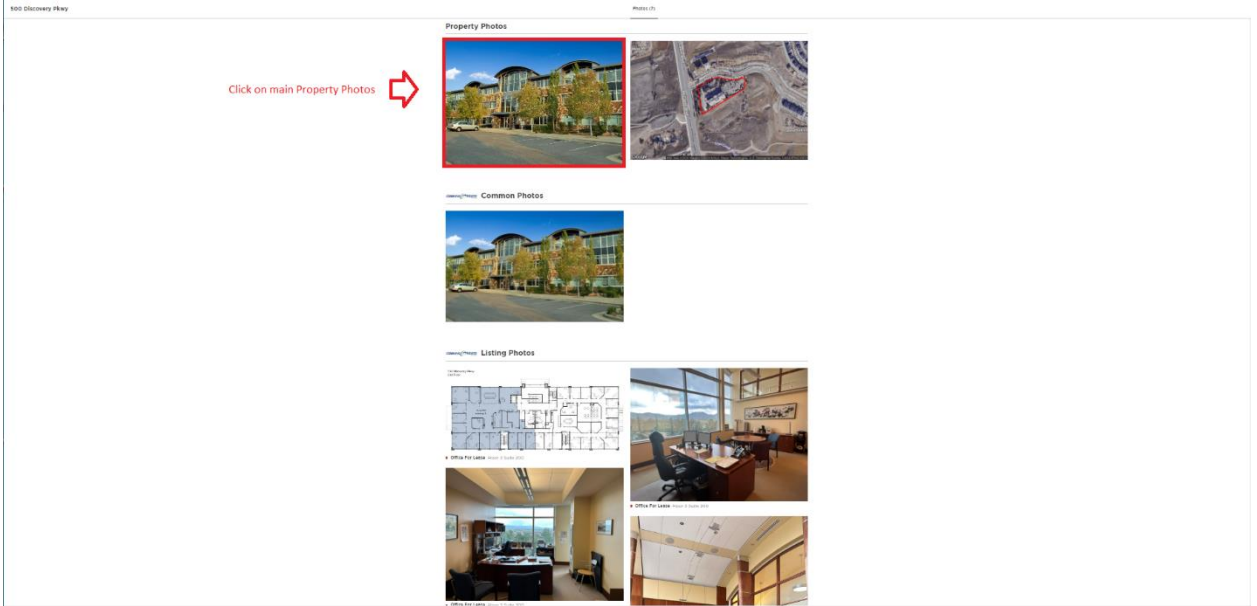 500 Discovery Pkwy
Photos (7)
Property Photos
Click on main Property Photos
Common Photos
Listing Photos
Office For Lease
Office For Lease
Office For Lease